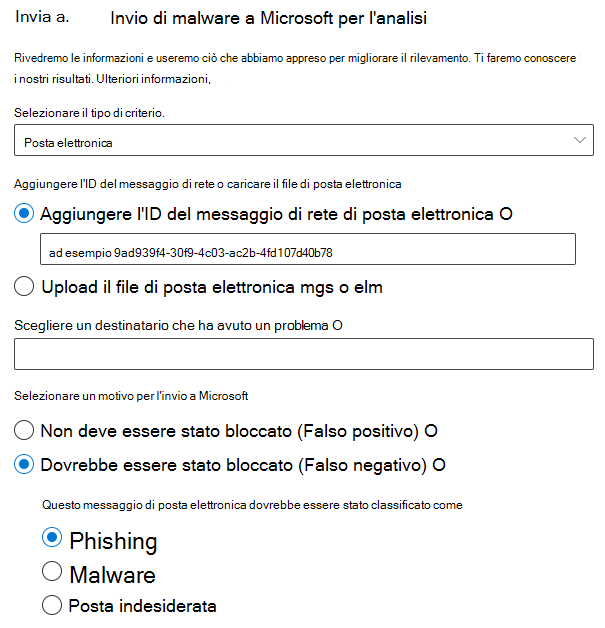 Invia a. Invio di malware a Microsoft per l'analisi
Rivedremo le informazioni e useremo ciò che abbiamo appreso per migliorare il rilevamento. Ti faremo conoscere
i nostri risultati. Ulteriori informazioni,
Selezionare il tipo di criterio.
Posta elettronica
Aggiungere l'ID del messaggio di rete o caricare il file di posta elettronica
Aggiungere l'ID del messaggio di rete di posta elettronica O
ad esempio 9ad939f4-30f9-4c03-ac2b-4fd107d40b78
Upload il file di posta elettronica mgs o elm
Scegliere un destinatario che ha avuto un problema O
Selezionare un motivo per l'invio a Microsoft
Non deve essere stato bloccato (Falso positivo) O
Dovrebbe essere stato bloccato (Falso negativo) O
Questo messaggio di posta elettronica dovrebbe essere stato classificato come
Phishing
Malware
Posta indesiderata